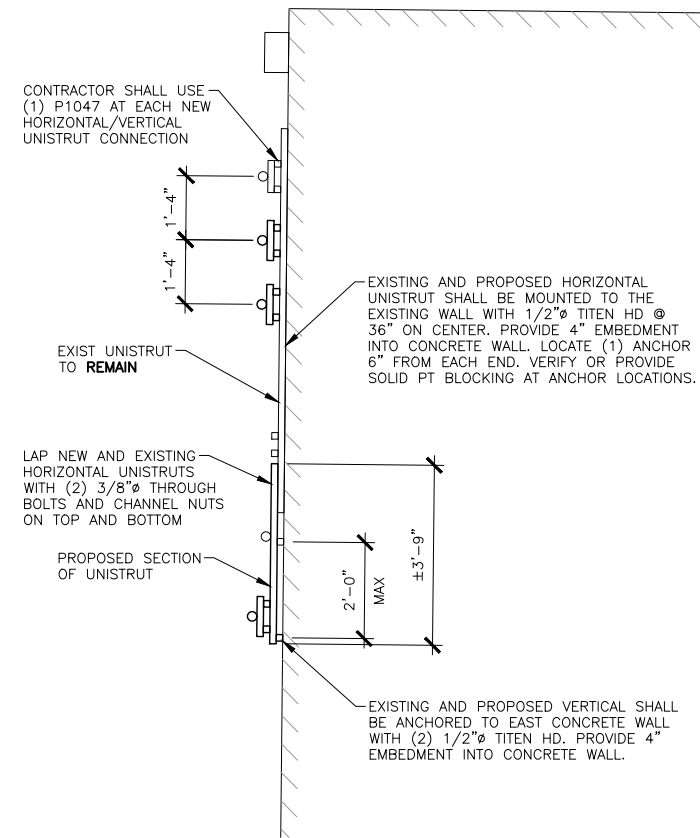 CONTRACTOR SHALL USE
(1) P1047 AT EACH NEW
HORIZONTAL/VERTICAL
UNISTRUT CONNECTION
1'-4"
1'-4"
EXISTING AND PROPOSED HORIZONTAL
UNISTRUT SHALL BE MOUNTED TO THE
EXISTING WALL WITH 1/2"ø TITEN HD @
36" ON CENTER. PROVIDE 4" EMBEDMENT
INTO CONCRETE WALL. LOCATE (1) ANCHOR
6" FROM EACH END. VERIFY OR PROVIDE
SOLID PT BLOCKING AT ANCHOR LOCATIONS.
EXIST UNISTRUT
TO REMAIN
LAP NEW AND EXISTING
HORIZONTAL UNISTRUTS
WITH (2) 3/8"ø THROUGH
BOLTS AND CHANNEL NUTS
ON TOP AND BOTTOM
PROPOSED SECTION
OF UNISTRUT
2'-0"
MAX
±3'-9"
EXISTING AND PROPOSED VERTICAL SHALL
BE ANCHORED TO EAST CONCRETE WALL
WITH (2) 1/2"ø TITEN HD. PROVIDE 4"
EMBEDMENT INTO CONCRETE WALL.